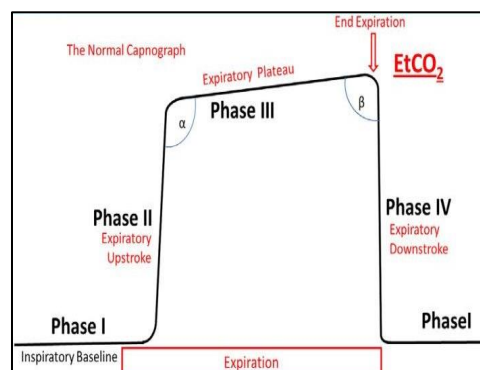 End Expiration
The Normal Capnograph
EtCO₂
Expiratory Plateau
α
Phase III
β
Phase II
Expiratory
Upstroke
Phase IV
Expiratory
Downstroke
Phase I
PhaseI
Inspiratory Baseline
Expiration